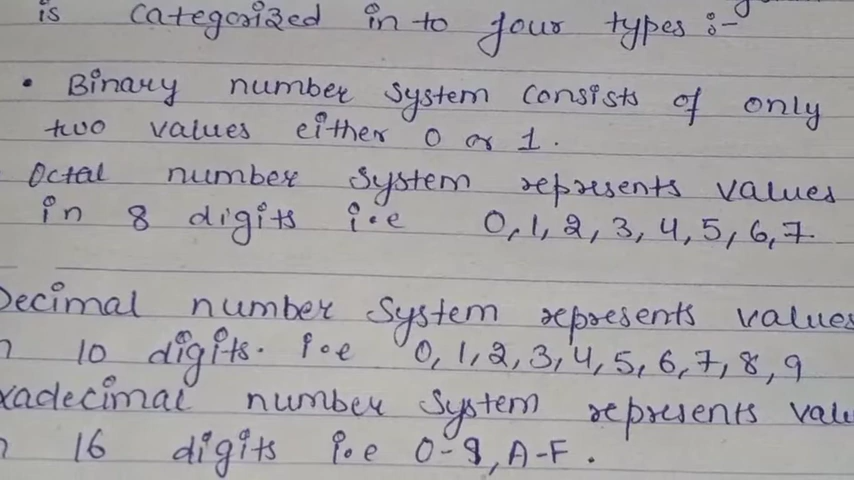 is categorized in to four types :-
• Binary number system consists of only
two values either 0 or 1.
Octal number system represents values
in 8 digits i.e 0,1,2,3,4,5,6,7.
Decimal number system represents values
10 digits. i.e 0,1,2,3,4,5,6,7,8,9
xadecimal number system represents valu
16 digits i.e 0-9, A-F.